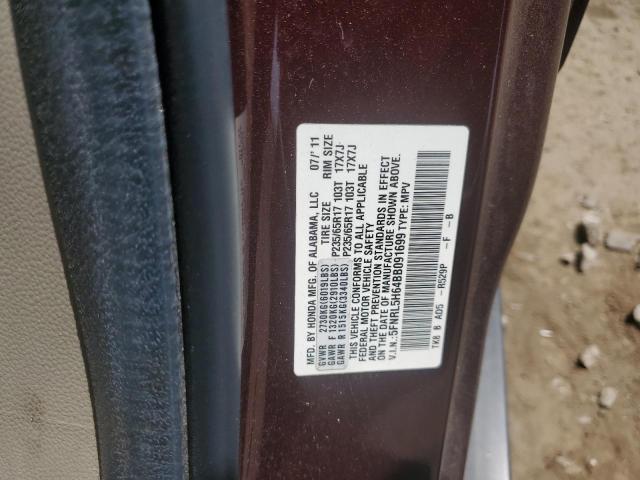 MFD. BY HONDA MFG. OF ALABAMA, LLC 07/' 11
TIRE SIZE RIM SIZE
GVWR 2730KG(6019LBS)
GAWR F 1320KG(2910LBS) P235/65R17 103T 17X7J
GAWR R 1515KG(3340LBS) P235/65R17 103T 17X7J
THIS VEHICLE CONFORMS TO ALL APPLICABLE
FEDERAL MOTOR VEHICLE SAFETY
AND THEFT PREVENTION STANDARDS IN EFFECT
ON THE DATE OF MANUFACTURE SHOWN ABOVE.
V.I.N.: 5FNRL5H64BB091699 TYPE: MPV
TK8 B A05 - R529P - F - B